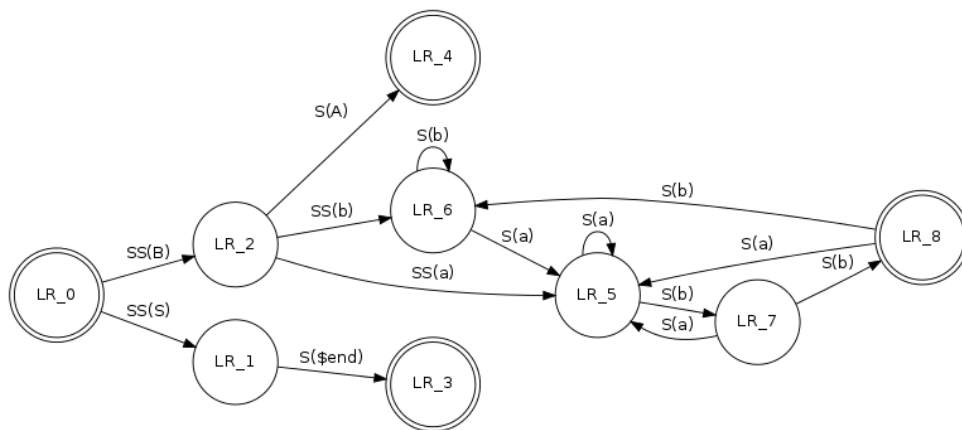 LR_4
S(A)
S(b)
S(b)
SS(b)
LR_6
S(a)
S(a)
LR_8
LR_2
S(a)
SS(B)
SS(a)
S(b)
LR_0
LR_5
S(b)
SS(S)
LR_7
S(a)
LR_1
S($end)
LR_3